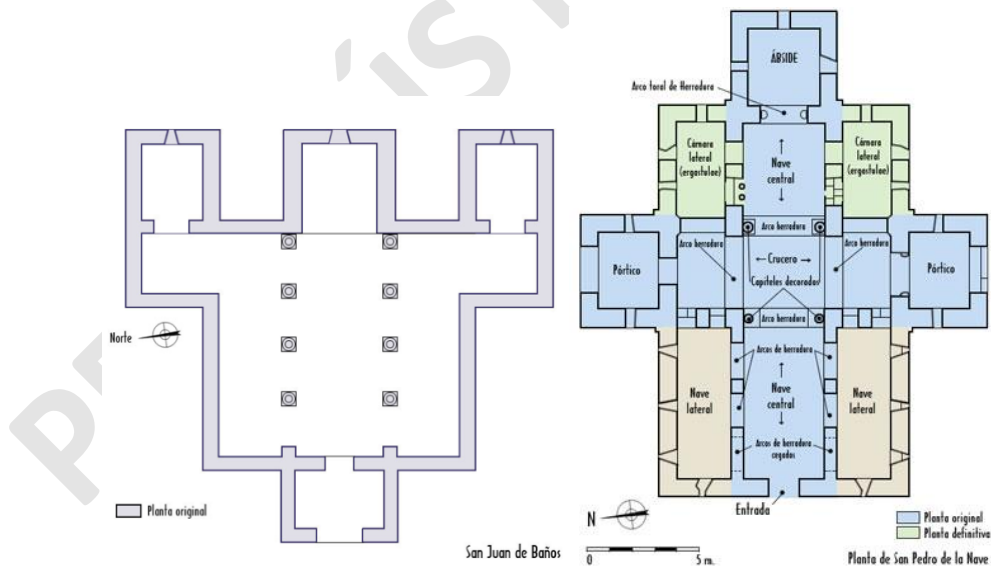 Norte
Planta original
San Juan de Baños
ÁBSIDE
Arco toral de Herradura
Cámara
lateral
(ergastulae)
Nave
central
Cámara
lateral
(ergastulae)
Arco herradura
Arco herradura
Arco herradura
Pórtico
Crucero
Capiteles decorados
Pórtico
Arco herradura
Arcos de herradura
Nave
lateral
Nave
central
Nave
lateral
Arcos de herradura
cegados
Entrada
N
0
5 m.
Planta original
Planta definitiva
Planta de San Pedro de la Nave